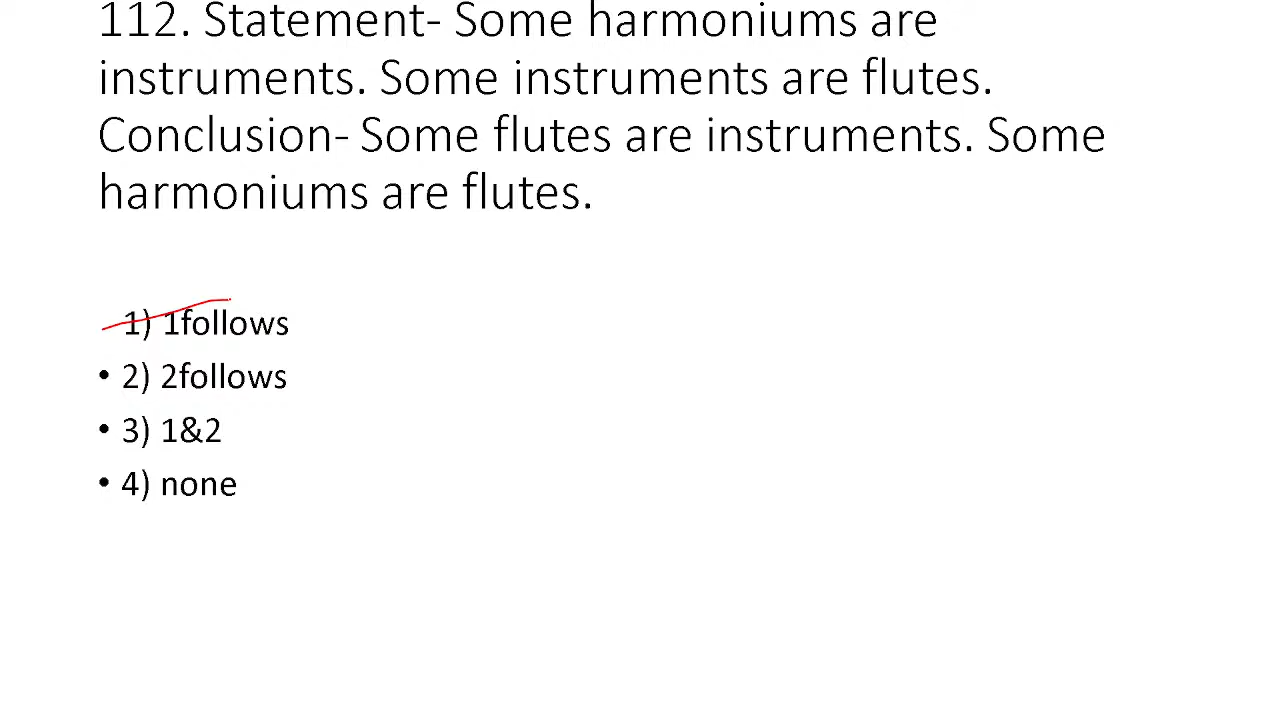 112. Statement- Some harmoniums are
instruments. Some instruments are flutes.
Conclusion- Some flutes are instruments. Some
harmoniums are flutes.
1) 1follows
• 2) 2follows
• 3) 1&2
• 4) none